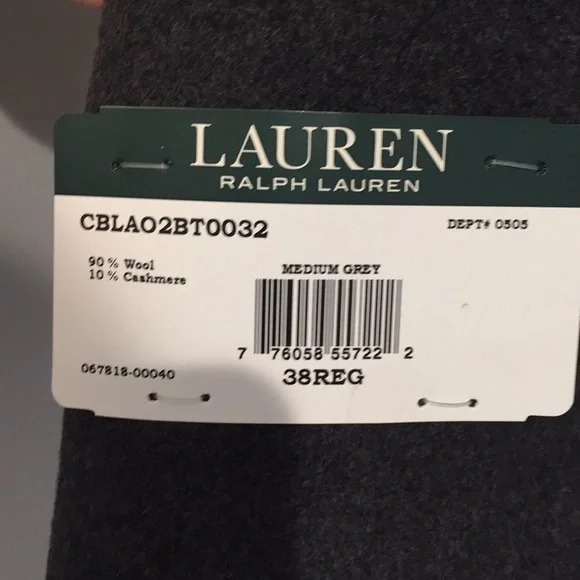 LAUREN
RALPH LAUREN
CBLAO2BT0032
DEPT# 0505
90% Wool
10% Cashmere
MEDIUM GREY
7 76058 55722 2
067818-00040
38REG